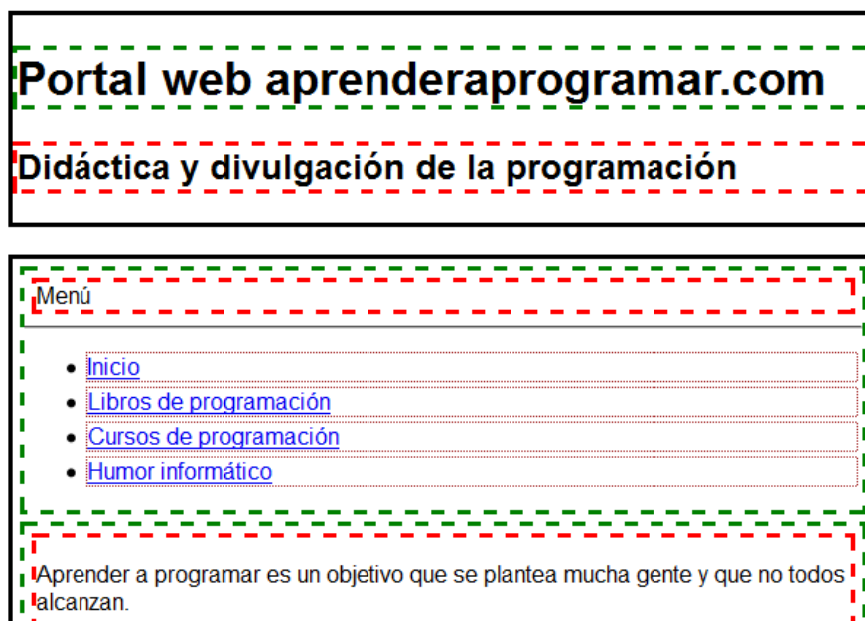 Portal web aprenderaprogramar.com
Didáctica y divulgación de la programación
Menú
Inicio
Libros de programación
Cursos de programación
Humor informático
Aprender a programar es un objetivo que se plantea mucha gente y que no todos
alcanzan.